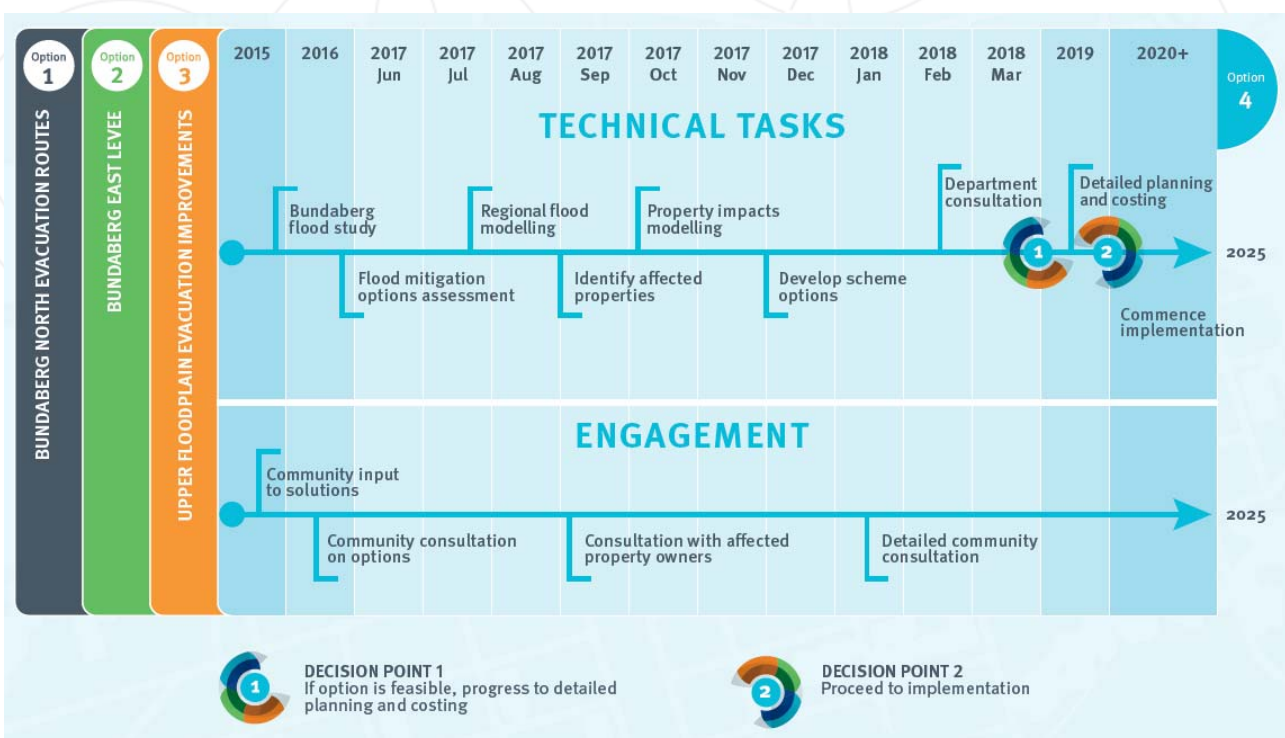 Option
1
BUNDABERG NORTH EVACUATION ROUTES
Option
2
BUNDABERG EAST LEVEE
Option
3
UPPER FLOODPLAIN EVACUATION IMPROVEMENTS
2015
2016
2017
Jun
2017
Jul
2017
Aug
2017
Sep
2017
Oct
2017
Nov
2017
Dec
2018
Jan
2018
Feb
2018
Mar
2019
2020+
Option
4
TECHNICAL TASKS
Bundaberg
flood study
Regional flood
modelling
Property impacts
modelling
Department
consultation
Detailed planning
and costing
1
2
2025
Flood mitigation
options assessment
Identify affected
properties
Develop scheme
options
Commence
implementation
ENGAGEMENT
Community input
to solutions
2025
Community consultation
on options
Consultation with affected
property owners
Detailed community
consultation
1
DECISION POINT 1
If option is feasible, progress to detailed
planning and costing
2
DECISION POINT 2
Proceed to implementation